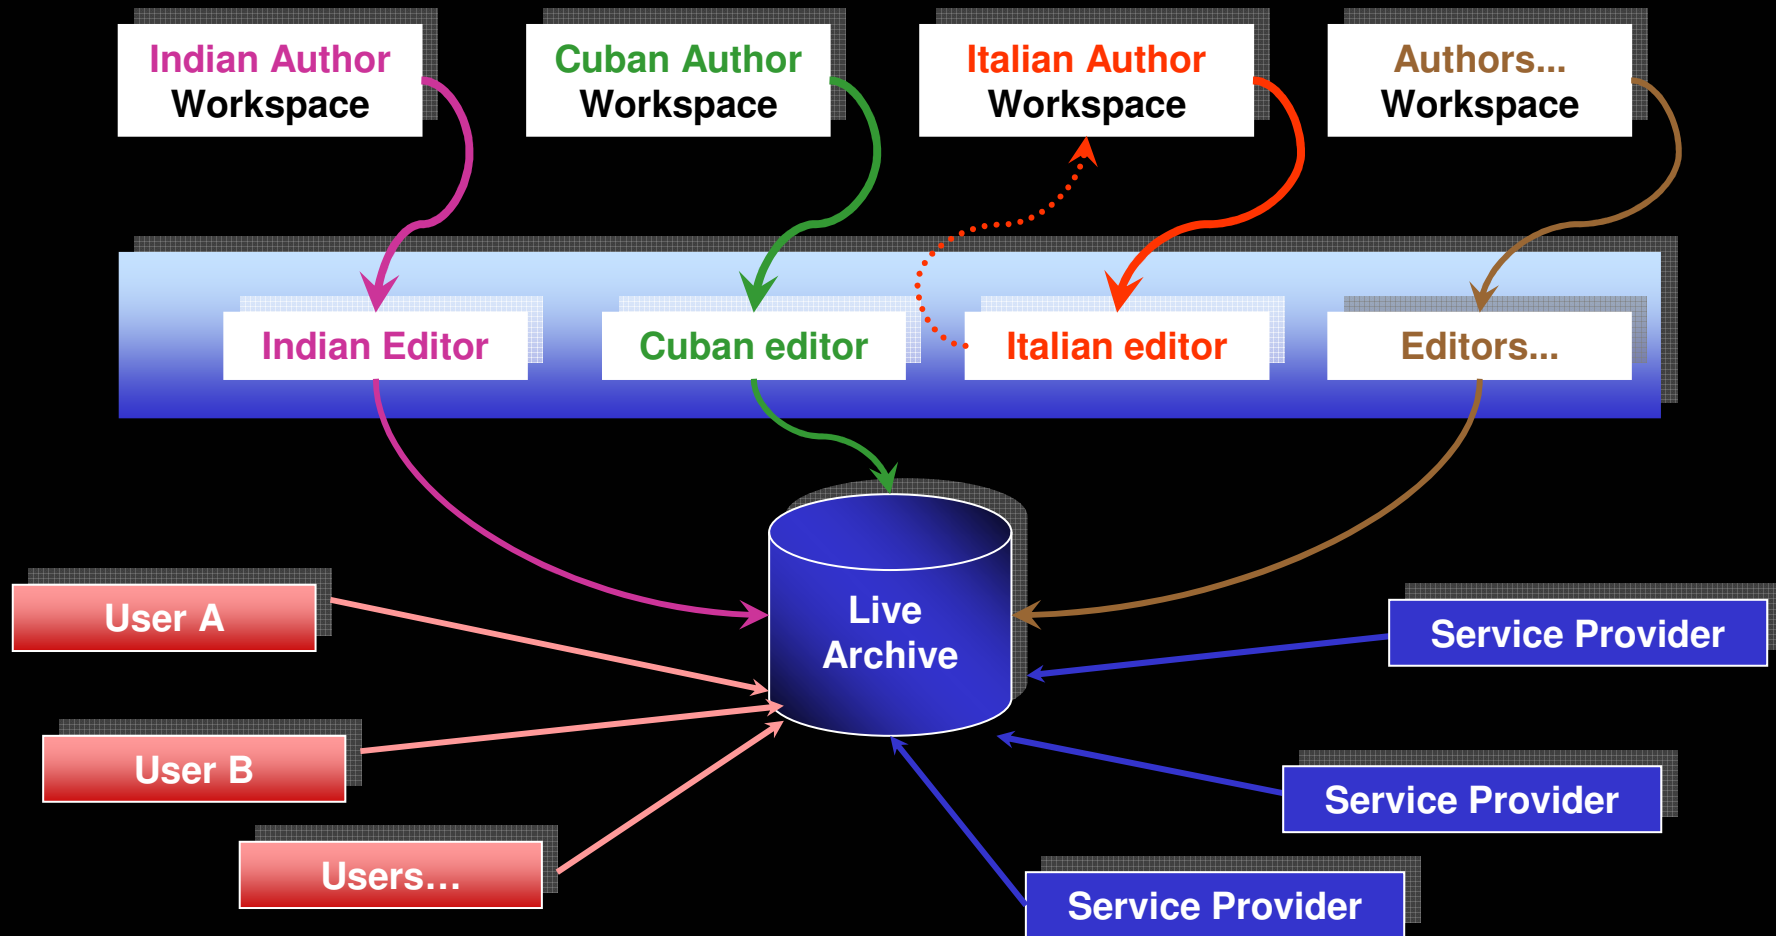 Indian Author
Workspace
Cuban Author
Workspace
Italian Author
Workspace
Authors...
Workspace
Indian Editor
Cuban editor
Italian editor
Editors...
Live
Archive
User A
User B
Users...
Service Provider
Service Provider
Service Provider